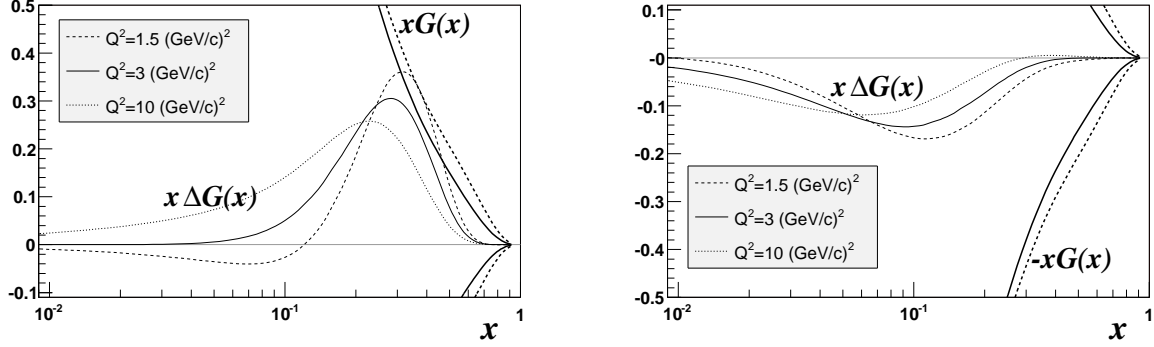 0.5
0.4
0.3
0.2
0.1
0
-0.1
Q²=1.5 (GeV/c)²
Q²=3 (GeV/c)²
Q²=10 (GeV/c)²
xG(x)
x ΔG(x)
10⁻² 10⁻¹ 1
x
0.1
-0
-0.1
-0.2
-0.3
-0.4
-0.5
x ΔG(x)
Q²=1.5 (GeV/c)²
Q²=3 (GeV/c)²
Q²=10 (GeV/c)²
-xG(x)
10⁻² 10⁻¹ 1
x